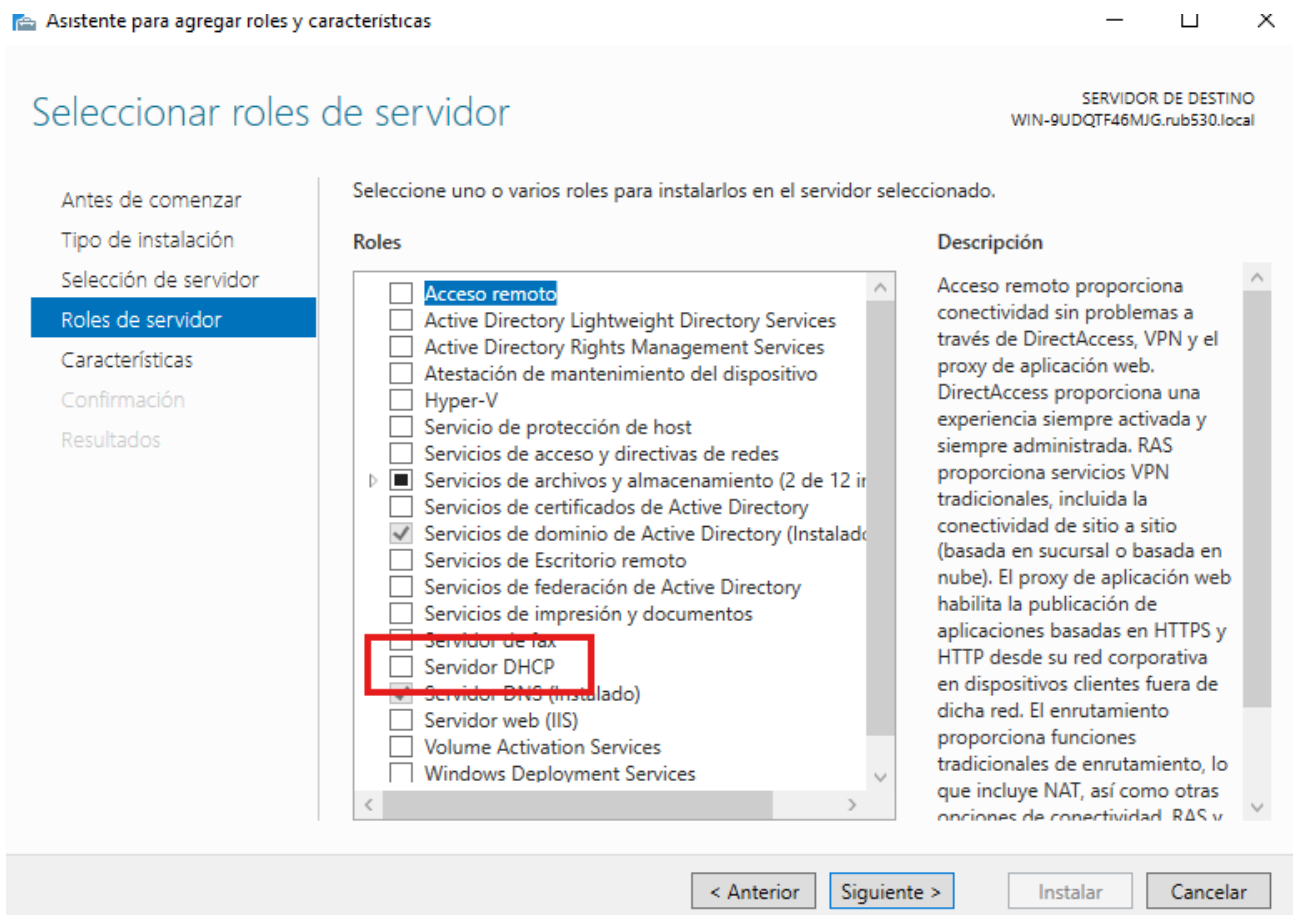 Asistente para agregar roles y características
Seleccionar roles de servidor
SERVIDOR DE DESTINO
WIN-9UDQTF46MJG.rub530.local
Antes de comenzar
Tipo de instalación
Selección de servidor
Roles de servidor
Características
Confirmación
Resultados
Seleccione uno o varios roles para instalarlos en el servidor seleccionado.
Roles
Acceso remoto
Active Directory Lightweight Directory Services
Active Directory Rights Management Services
Atestación de mantenimiento del dispositivo
Hyper-V
Servicio de protección de host
Servicios de acceso y directivas de redes
Servicios de archivos y almacenamiento (2 de 12 in
Servicios de certificados de Active Directory
Servicios de dominio de Active Directory (Instalado
Servicios de Escritorio remoto
Servicios de federación de Active Directory
Servicios de impresión y documentos
Servidor de fax
Servidor DHCP
Servidor DNS (Instalado)
Servidor web (IIS)
Volume Activation Services
Windows Deployment Services
Descripción
Acceso remoto proporciona
conectividad sin problemas a
través de DirectAccess, VPN y el
proxy de aplicación web.
DirectAccess proporciona una
experiencia siempre activada y
siempre administrada. RAS
proporciona servicios VPN
tradicionales, incluida la
conectividad de sitio a sitio
(basada en sucursal o basada en
nube). El proxy de aplicación web
habilita la publicación de
aplicaciones basadas en HTTPS y
HTTP desde su red corporativa
en dispositivos clientes fuera de
dicha red. El enrutamiento
proporciona funciones
tradicionales de enrutamiento, lo
que incluye NAT, así como otras
opciones de conectividad. RAS y
< Anterior
Siguiente >
Instalar
Cancelar